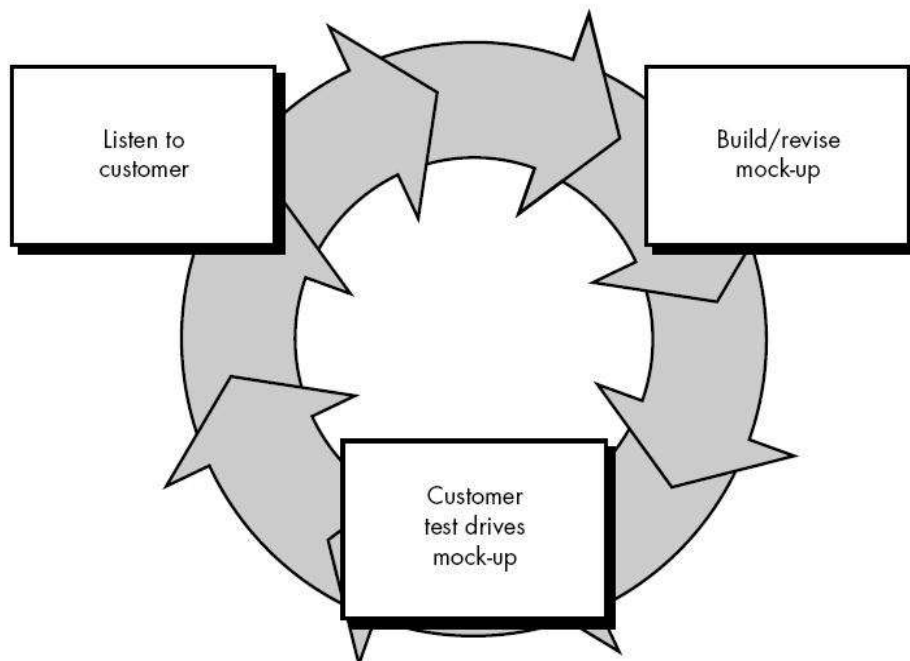 Listen to
customer
Build/revise
mock-up
Customer
test drives
mock-up